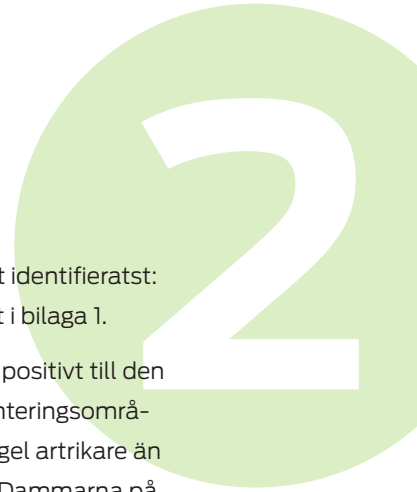 2
t identifieratst:
t i bilaga 1.
positivt till den
nteringsområ-
gel artrikare än
Dammarna på